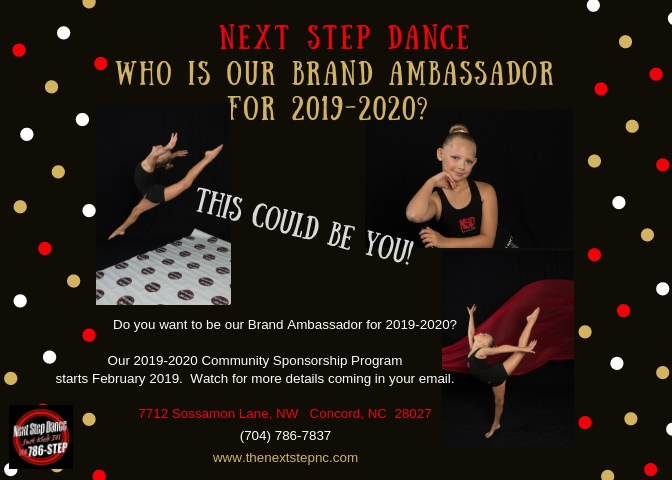 NEXT STEP DANCE
WHO IS OUR BRAND AMBASSADOR
FOR 2019-2020?
THIS COULD BE YOU!
Do you want to be our Brand Ambassador for 2019-2020?
Our 2019-2020 Community Sponsorship Program
starts February 2019. Watch for more details coming in your email.
7712 Sossamon Lane, NW Concord, NC 28027
(704) 786-7837
www.thenextstepnc.com
Next Step Dance
Just Kick It!
786-STEP